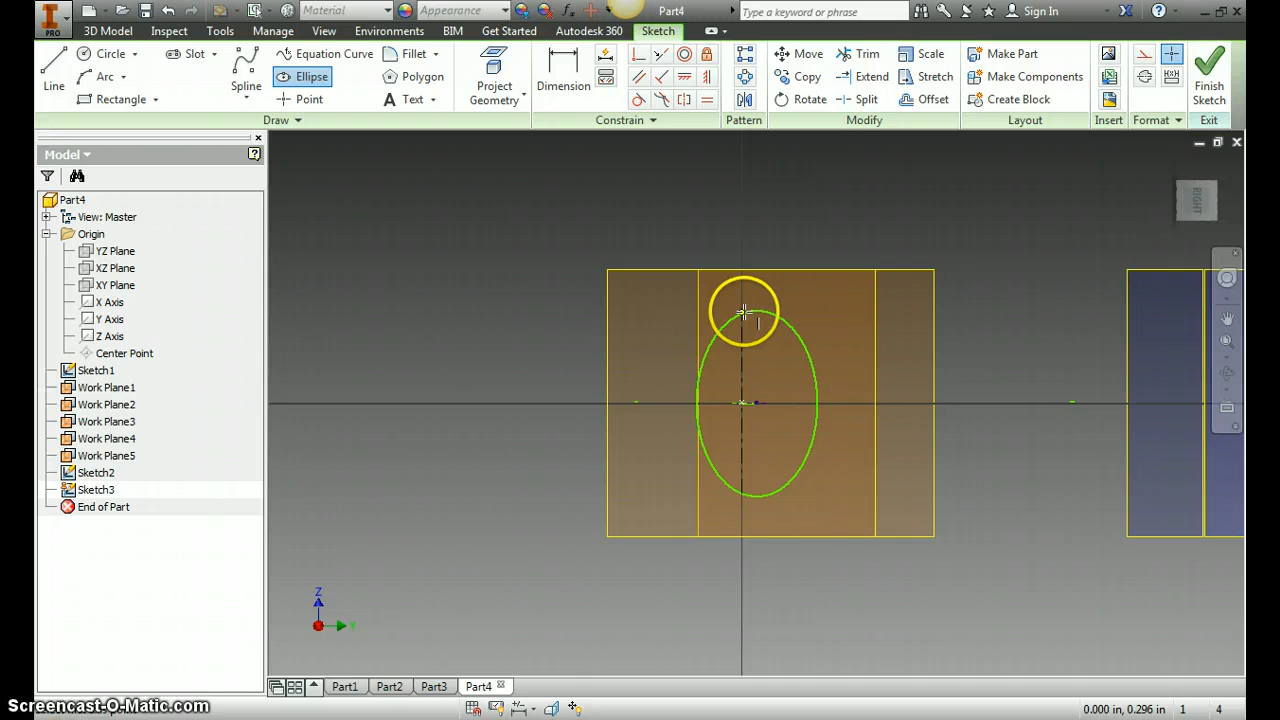 Material Appearance fx Part4 Type here for keyword or phrase Sign In
PRO 3D Model Inspect Tools Manage View Environments BIM Get Started Autodesk 360 Sketch
Line Circle Arc Rectangle Slot Spline Equation Curve Ellipse Point Fillet Polygon Text Project Geometry Dimension Move Copy Rotate Trim Extend Split Scale Stretch Offset Make Part Make Components Create Block Finish Sketch
Draw Constrain Pattern Modify Layout Insert Format Exit
Model
Part4
View: Master
Origin
YZ Plane
XZ Plane
XY Plane
X Axis
Y Axis
Z Axis
Center Point
Sketch1
Work Plane1
Work Plane2
Work Plane3
Work Plane4
Work Plane5
Sketch2
Sketch3
End of Part
RIGHT
Z
Y
Part1 Part2 Part3 Part4
Screencast-O-Matic.com
0.000 in, 0.296 in 1 4